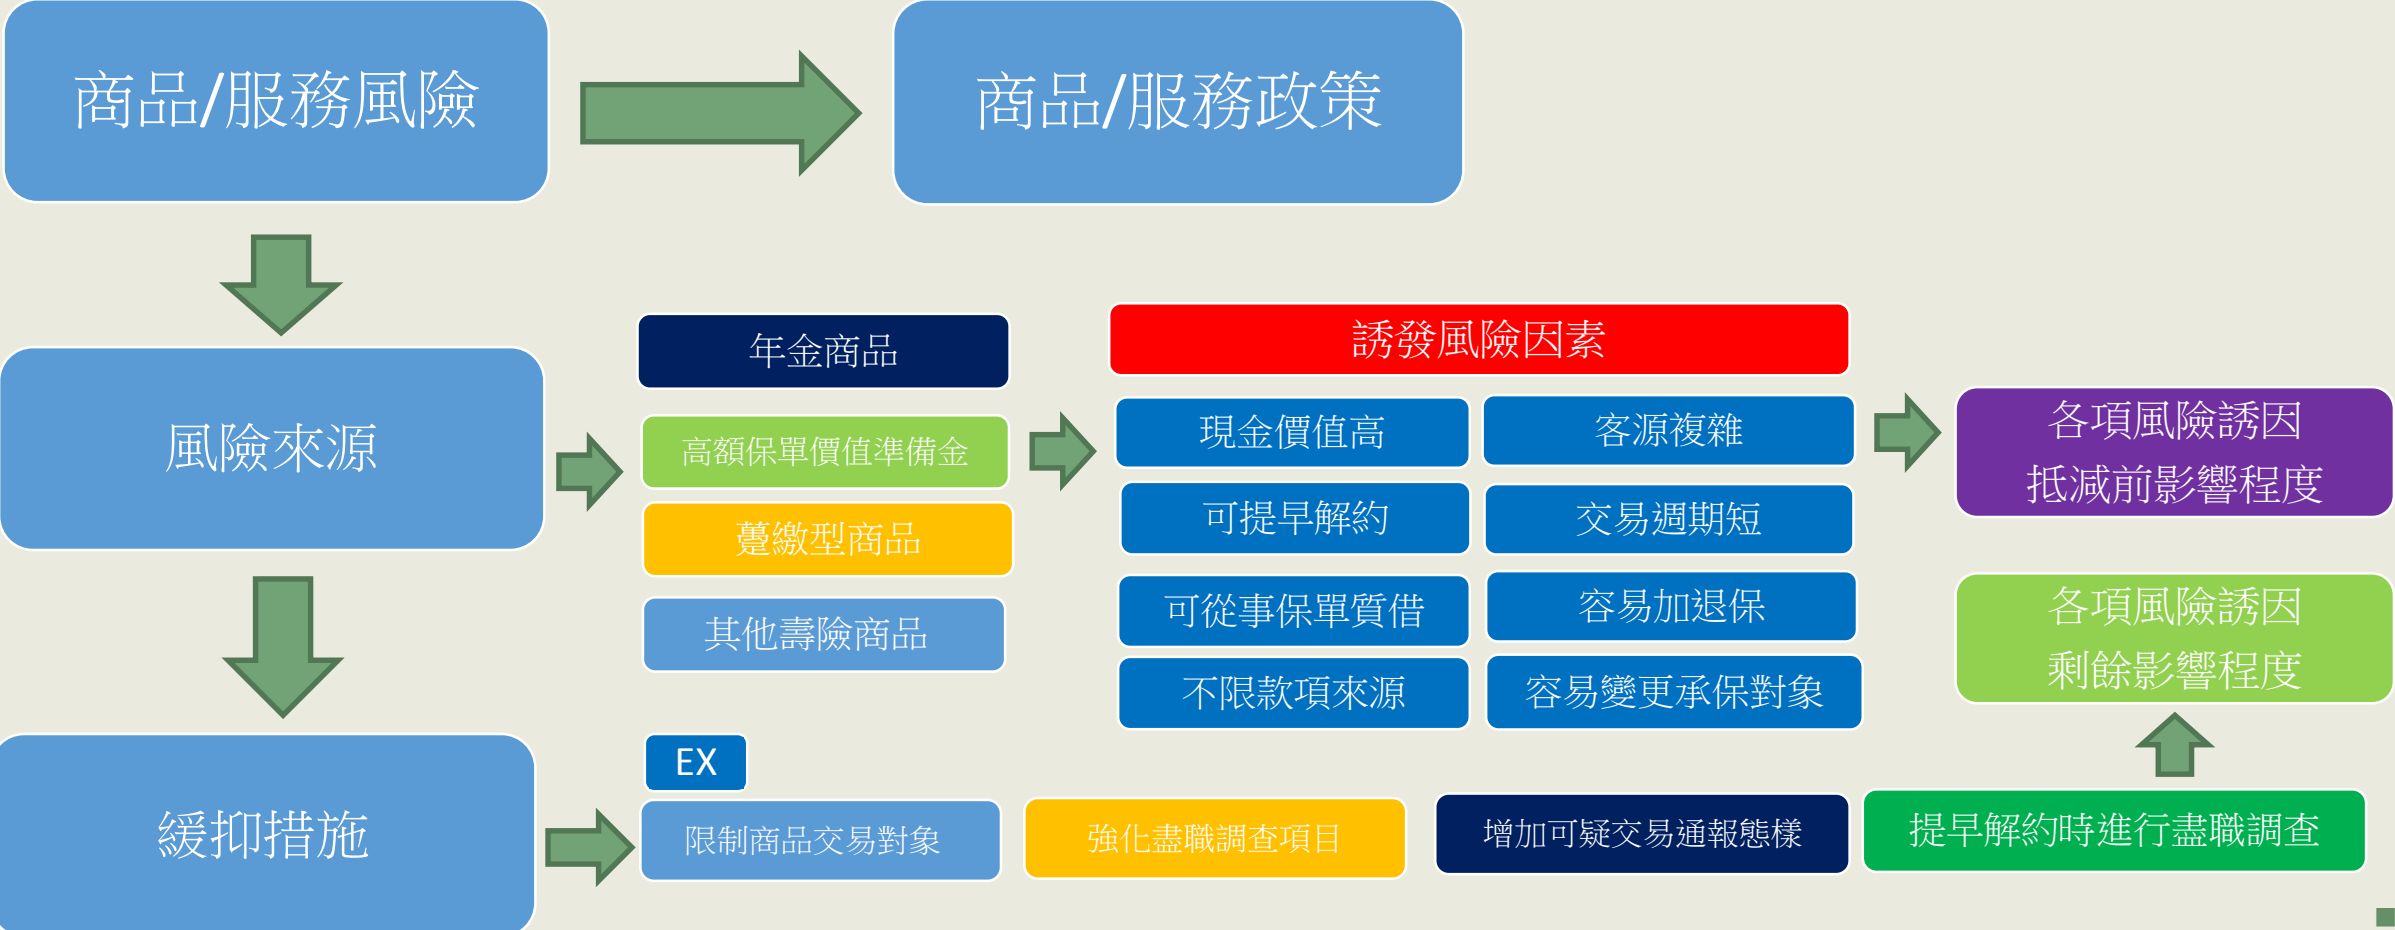 商品/服務風險
商品/服務政策
風險來源
年金商品
高額保單價值準備金
躉繳型商品
其他壽險商品
誘發風險因素
現金價值高
客源複雜
可提早解約
交易週期短
可從事保單質借
容易加退保
不限款項來源
容易變更承保對象
各項風險誘因
抵減前影響程度
各項風險誘因
剩餘影響程度
緩抑措施
EX
限制商品交易對象
強化盡職調查項目
增加可疑交易通報態樣
提早解約時進行盡職調查